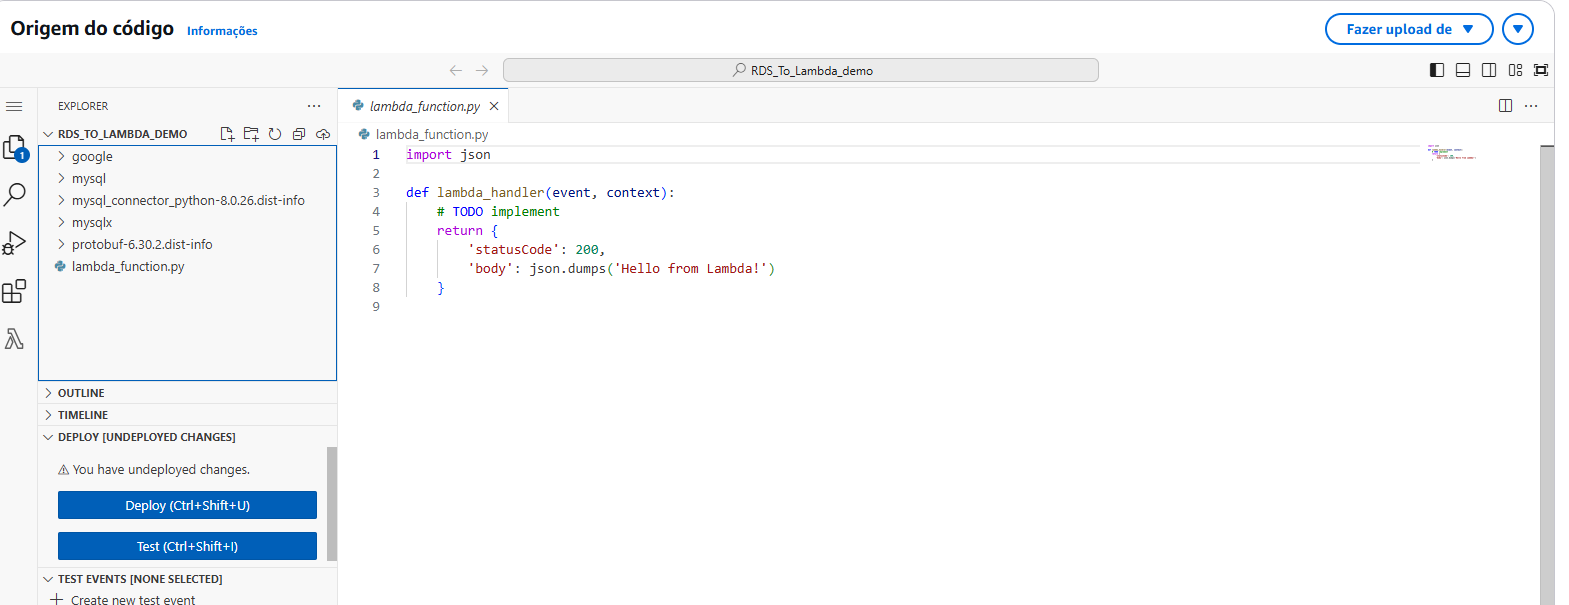 Origem do código Informações
Fazer upload de
RDS_To_Lambda_demo
EXPLORER
RDS_TO_LAMBDA_DEMO
google
mysql
mysql_connector_python-8.0.26.dist-info
mysqlx
protobuf-6.30.2.dist-info
lambda_function.py
OUTLINE
TIMELINE
DEPLOY [UNDEPLOYED CHANGES]
You have undeployed changes.
Deploy (Ctrl+Shift+U)
Test (Ctrl+Shift+I)
TEST EVENTS [NONE SELECTED]
Create new test event
1
lambda_function.py
lambda_function.py
1 import json
2
3 def lambda_handler(event, context):
4     # TODO implement
5     return {
6         'statusCode': 200,
7         'body': json.dumps('Hello from Lambda!')
8     }
9